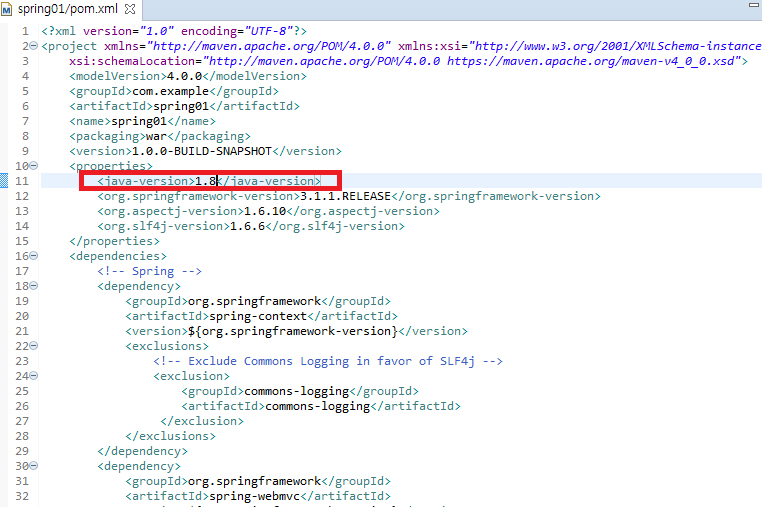 spring01/pom.xml
1 <?xml version="1.0" encoding="UTF-8"?>
2 <project xmlns="http://maven.apache.org/POM/4.0.0" xmlns:xsi="http://www.w3.org/2001/XMLSchema-instance
3 xsi:schemaLocation="http://maven.apache.org/POM/4.0.0 https://maven.apache.org/maven-v4_0_0.xsd">
4 <modelVersion>4.0.0</modelVersion>
5 <groupId>com.example</groupId>
6 <artifactId>spring01</artifactId>
7 <name>spring01</name>
8 <packaging>war</packaging>
9 <version>1.0.0-BUILD-SNAPSHOT</version>
10 <properties>
11 <java-version>1.8</java-version>
12 <org.springframework-version>3.1.1.RELEASE</org.springframework-version>
13 <org.aspectj-version>1.6.10</org.aspectj-version>
14 <org.slf4j-version>1.6.6</org.slf4j-version>
15 </properties>
16 <dependencies>
17 <!-- Spring -->
18 <dependency>
19 <groupId>org.springframework</groupId>
20 <artifactId>spring-context</artifactId>
21 <version>${org.springframework-version}</version>
22 <exclusions>
23 <!-- Exclude Commons Logging in favor of SLF4j -->
24 <exclusion>
25 <groupId>commons-logging</groupId>
26 <artifactId>commons-logging</artifactId>
27 </exclusion>
28 </exclusions>
29 </dependency>
30 <dependency>
31 <groupId>org.springframework</groupId>
32 <artifactId>spring-webmvc</artifactId>